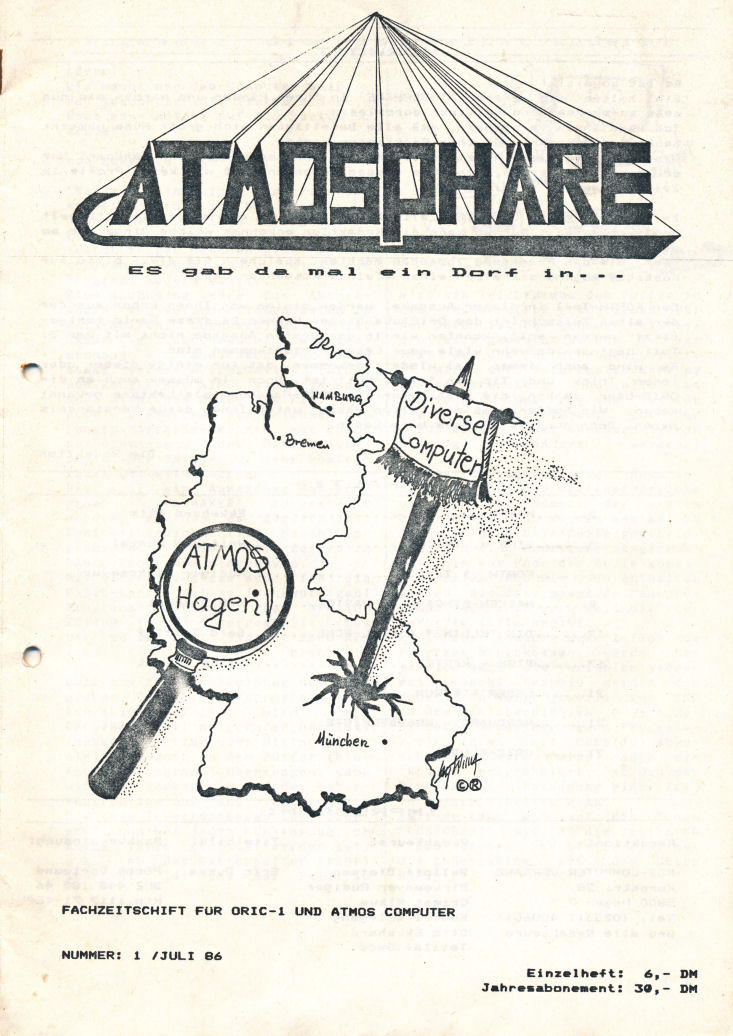 ATMOSPHÄRE
ES gab da mal ein Dorf in...
HAMBURG
Bremen
Diverse
Computer
ATMOS
Hagen
München
©®
FACHZEITSCHIFT FÜR ORIC-1 UND ATMOS COMPUTER
NUMMER: 1 /JULI 86
Einzelheft: 6,- DM
Jahresabonement: 30,- DM